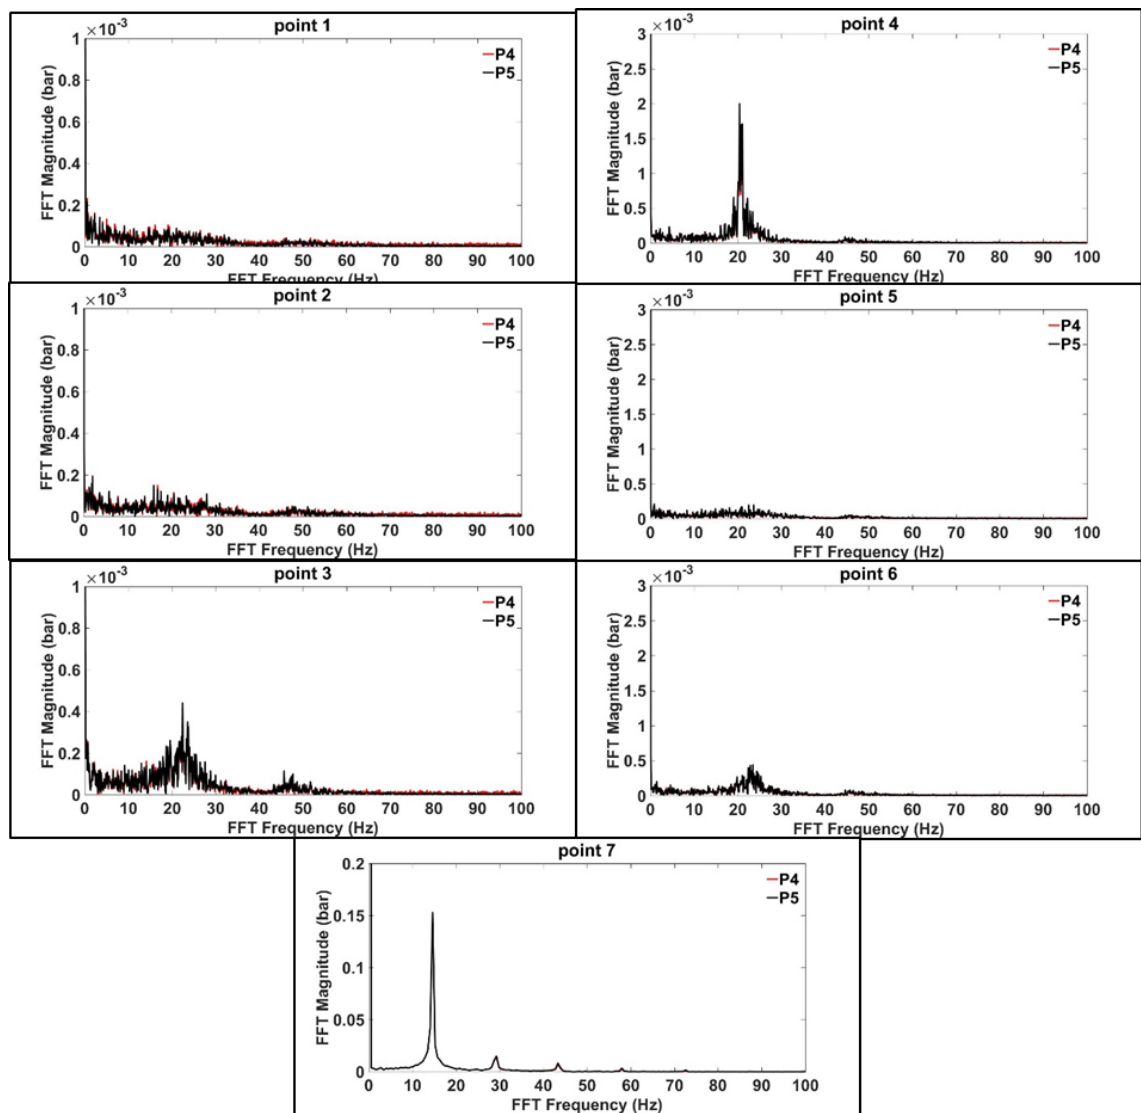 ×10⁻³ point 1
1
0.8
0.6
0.4
0.2
0
FFT Magnitude (bar)
P4
P5
0 10 20 30 40 50 60 70 80 90 100
FFT Frequency (Hz)
×10⁻³ point 4
3
2.5
2
1.5
1
0.5
0
FFT Magnitude (bar)
P4
P5
0 10 20 30 40 50 60 70 80 90 100
FFT Frequency (Hz)
×10⁻³ point 2
1
0.8
0.6
0.4
0.2
0
FFT Magnitude (bar)
P4
P5
0 10 20 30 40 50 60 70 80 90 100
FFT Frequency (Hz)
×10⁻³ point 5
3
2.5
2
1.5
1
0.5
0
FFT Magnitude (bar)
P4
P5
0 10 20 30 40 50 60 70 80 90 100
FFT Frequency (Hz)
×10⁻³ point 3
1
0.8
0.6
0.4
0.2
0
FFT Magnitude (bar)
P4
P5
0 10 20 30 40 50 60 70 80 90 100
FFT Frequency (Hz)
×10⁻³ point 6
3
2.5
2
1.5
1
0.5
0
FFT Magnitude (bar)
P4
P5
0 10 20 30 40 50 60 70 80 90 100
FFT Frequency (Hz)
point 7
0.2
0.15
0.1
0.05
0
FFT Magnitude (bar)
P4
P5
0 10 20 30 40 50 60 70 80 90 100
FFT Frequency (Hz)